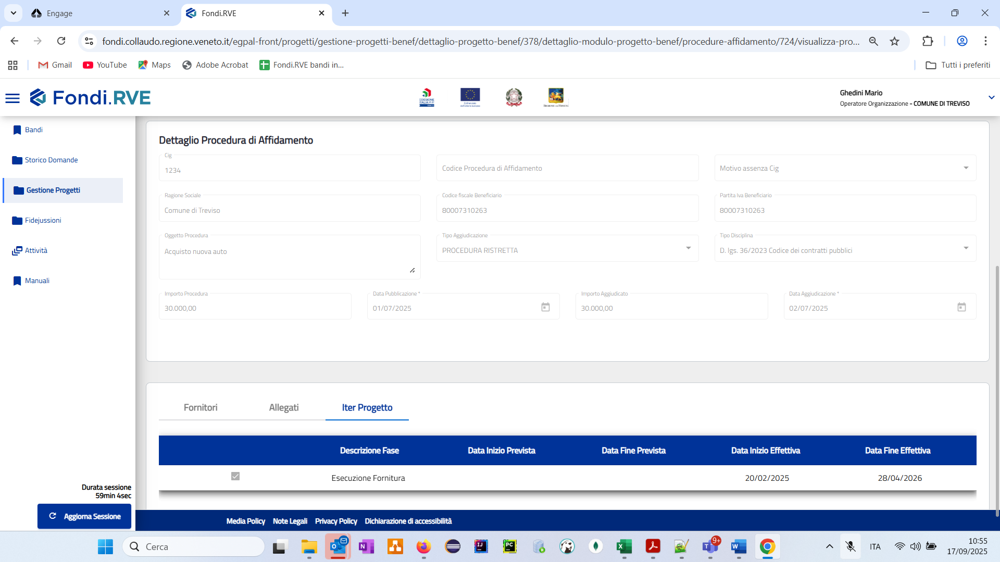 Engage
Fondi.RVE
fondi.collaudo.regione.veneto.it/egpal-front/progetti/gestione-progetti-benef/dettaglio-progetto-benef/378/dettaglio-modulo-progetto-benef/procedure-affidamento/724/visualizza-pro...
Gmail
YouTube
Maps
Adobe Acrobat
Fondi.RVE bandi in...
Tutti i preferiti
Fondi.RVE
Ghedini Mario
Operatore Organizzazione - COMUNE DI TREVISO
Bandi
Storico Domande
Gestione Progetti
Fidejussioni
Attività
Manuali
Durata sessione
59min 4sec
Aggiorna Sessione
Dettaglio Procedura di Affidamento
Cig
1234
Codice Procedura di Affidamento
Motivo assenza Cig
Ragione Sociale
Comune di Treviso
Codice fiscale Beneficiario
80007310263
Partita Iva Beneficiario
80007310263
Oggetto Procedura
Acquisto nuova auto
Tipo Aggiudicazione
PROCEDURA RISTRETTA
Tipo Disciplina
D. lgs. 36/2023 Codice dei contratti pubblici
Importo Procedura
30.000,00
Data Pubblicazione *
01/07/2025
Importo Aggiudicato
30.000,00
Data Aggiudicazione *
02/07/2025
Fornitori
Allegati
Iter Progetto
Descrizione Fase
Data Inizio Prevista
Data Fine Prevista
Data Inizio Effettiva
Data Fine Effettiva
Esecuzione Fornitura
20/02/2025
28/04/2026
Media Policy
Note Legali
Privacy Policy
Dichiarazione di accessibilità
Cerca
9+
ITA
10:55
17/09/2025